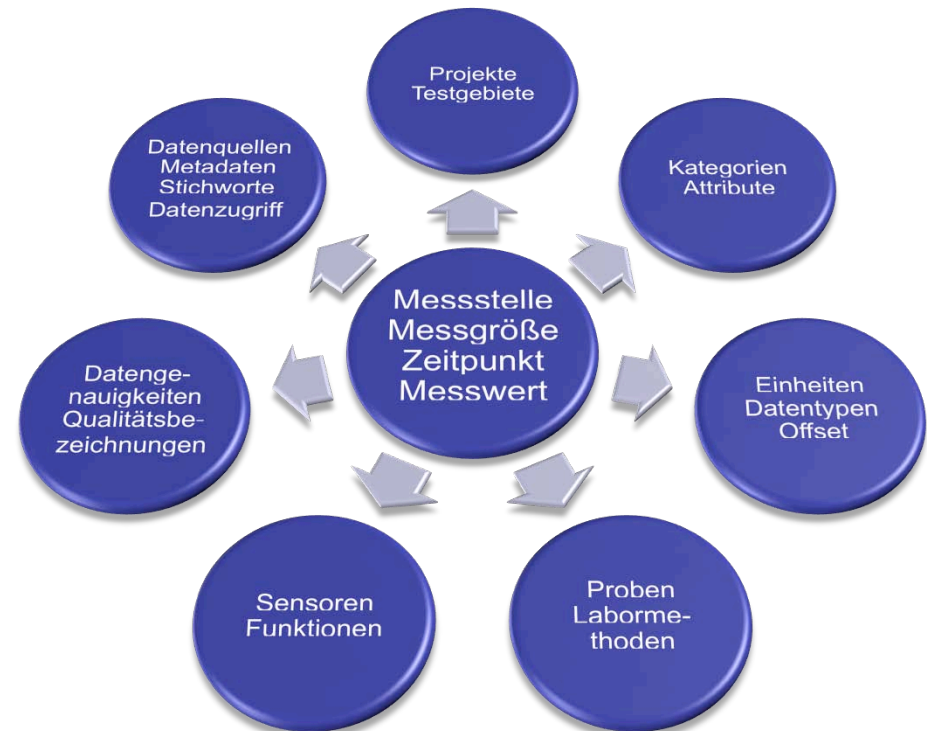 Projekte
Testgebiete
Kategorien
Attribute
Einheiten
Datentypen
Offset
Proben
Laborme-
thoden
Sensoren
Funktionen
Datenge-
nauigkeiten
Qualitätsbe-
zeichnungen
Datenquellen
Metadaten
Stichworte
Datenzugriff
Messstelle
Messgröße
Zeitpunkt
Messwert